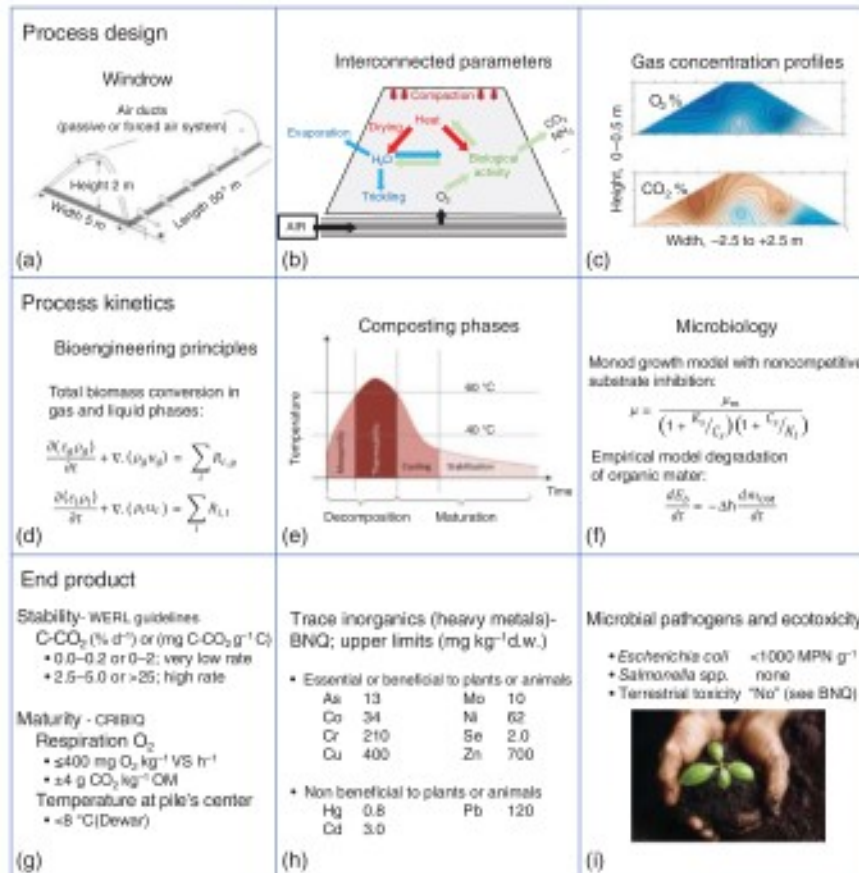 Process design
Windrow
Air ducts
(passive or forced air system)
Height 2 m
Width 5 m
Length 50⁺ m
(a)
Interconnected parameters
Compaction
Drying
Heat
Evaporation
H₂O
Biological
activity
CO₂
NH₃
Trickling
O₂
AIR
(b)
Gas concentration profiles
O₂%
CO₂%
Height, 0–0.5 m
Width, –2.5 to +2.5 m
(c)
Process kinetics
Bioengineering principles
Total biomass conversion in
gas and liquid phases:
(d)
Composting phases
Temperature
60 °C
40 °C
Cooling
Stabilisation
Time
Decomposition
Maturation
(e)
Microbiology
Monod growth model with noncompetitive
substrate inhibition:
Empirical model degradation
of organic mater:
(f)
End product
Stability- WERL guidelines
C-CO₂ (% d⁻¹) or (mg C-CO₂ g⁻¹ C)
• 0.0–0.2 or 0–2; very low rate
• 2.5–5.0 or >25; high rate
Maturity - CRIBIQ
Respiration O₂
• ≤400 mg O₂ kg⁻¹ VS h⁻¹
• ±4 g CO₂ kg⁻¹ OM
Temperature at pile's center
• <8 °C(Dewar)
(g)
Trace inorganics (heavy metals)-
BNQ; upper limits (mg kg⁻¹d.w.)
• Essential or beneficial to plants or animals
As 13 Mo 10
Co 34 Ni 62
Cr 210 Se 2.0
Cu 400 Zn 700
• Non beneficial to plants or animals
Hg 0.8 Pb 120
Cd 3.0
(h)
Microbial pathogens and ecotoxicity
• Escherichia coli <1000 MPN g⁻¹
• Salmonella spp. none
• Terrestrial toxicity "No" (see BNQ)
(i)